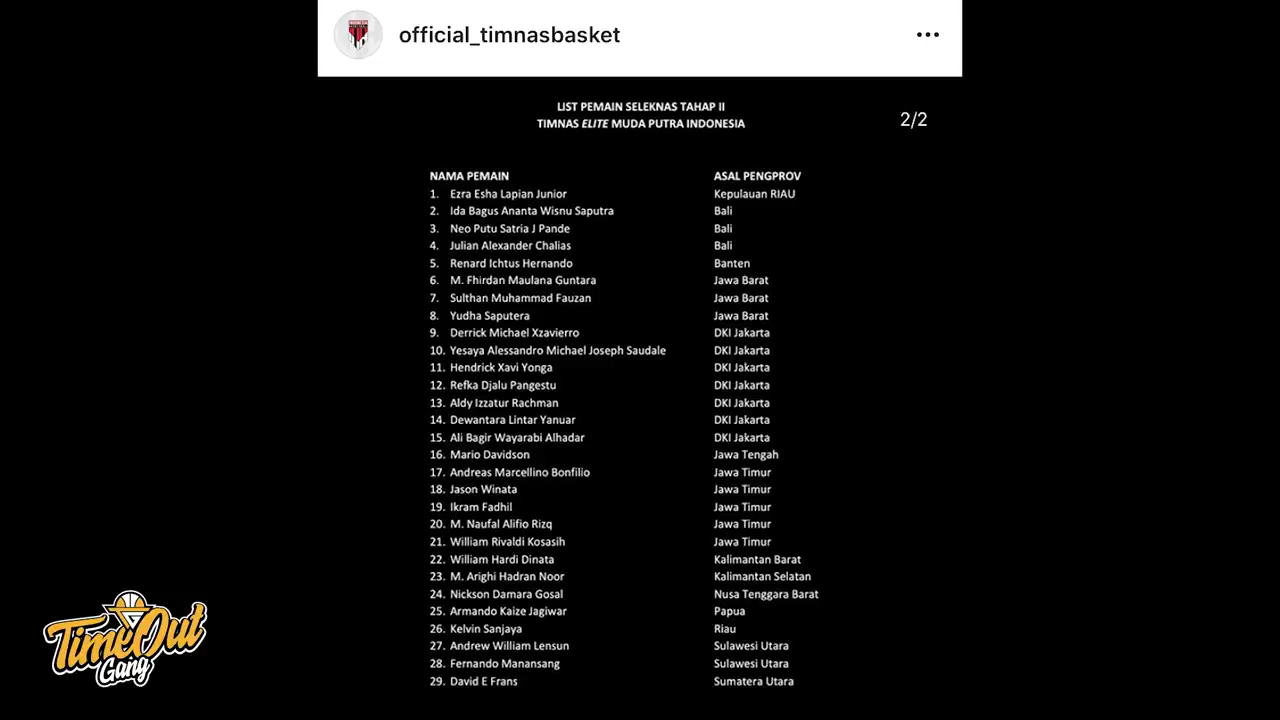 official_timnasbasket
LIST PEMAIN SELEKNAS TAHAP II
TIMNAS ELITE MUDA PUTRA INDONESIA
2/2
NAMA PEMAIN ASAL PENGPROV
1. Ezra Esha Lapian Junior Kepulauan RIAU
2. Ida Bagus Ananta Wisnu Saputra Bali
3. Neo Putu Satria J Pande Bali
4. Julian Alexander Chalias Bali
5. Renard Ichtus Hernando Banten
6. M. Fhirdan Maulana Guntara Jawa Barat
7. Sulthan Muhammad Fauzan Jawa Barat
8. Yudha Saputera Jawa Barat
9. Derrick Michael Xzavierro DKI Jakarta
10. Yesaya Alessandro Michael Joseph Saudale DKI Jakarta
11. Hendrick Xavi Yonga DKI Jakarta
12. Refka Djalu Pangestu DKI Jakarta
13. Aldy Izzatur Rachman DKI Jakarta
14. Dewantara Lintar Yanuar DKI Jakarta
15. Ali Bagir Wayarabi Alhadar DKI Jakarta
16. Mario Davidson Jawa Tengah
17. Andreas Marcellino Bonfilio Jawa Timur
18. Jason Winata Jawa Timur
19. Ikram Fadhil Jawa Timur
20. M. Naufal Alifio Rizq Jawa Timur
21. William Rivaldi Kosasih Jawa Timur
22. William Hardi Dinata Kalimantan Barat
23. M. Arighi Hadran Noor Kalimantan Selatan
24. Nickson Damara Gosal Nusa Tenggara Barat
25. Armando Kaize Jagiwar Papua
26. Kelvin Sanjaya Riau
27. Andrew William Lensun Sulawesi Utara
28. Fernando Manansang Sulawesi Utara
29. David E Frans Sumatera Utara
TimeOut
Gang